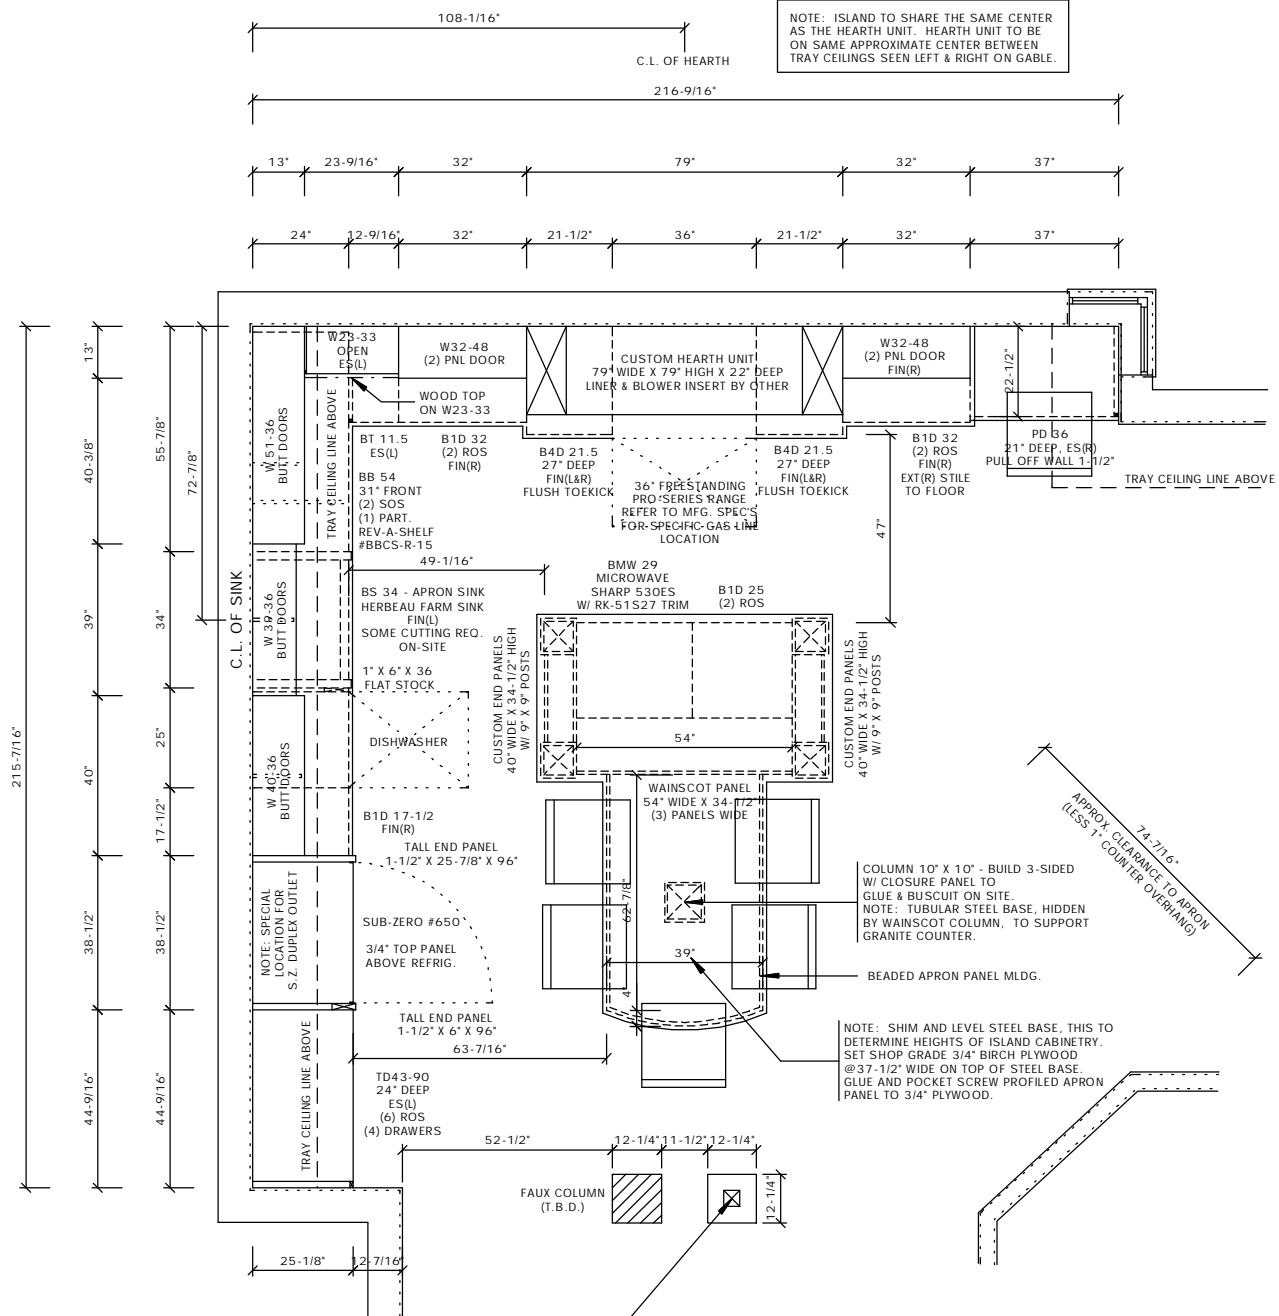 108-1/16"
C.L. OF HEARTH
NOTE: ISLAND TO SHARE THE SAME CENTER
AS THE HEARTH UNIT. HEARTH UNIT TO BE
ON SAME APPROXIMATE CENTER BETWEEN
TRAY CEILINGS SEEN LEFT & RIGHT ON GABLE.
216-9/16"
13" 23-9/16" 32" 79" 32" 37"
24" 12-9/16" 32" 21-1/2" 36" 21-1/2" 32" 37"
215-7/16"
13"
40-3/8"
39"
40"
38-1/2"
44-9/16"
55-7/8"
34"
25"
17-1/2"
38-1/2"
44-9/16"
72-7/8"
C.L. OF SINK
W23-33
OPEN
ES(L)
W32-48
(2) PNL DOOR
CUSTOM HEARTH UNIT
79" WIDE X 79" HIGH X 22" DEEP
LINER & BLOWER INSERT BY OTHER
W32-48
(2) PNL DOOR
FIN(R)
22-1/2"
WOOD TOP
ON W23-33
W 51-36
BUTT DOORS
TRAY CEILING LINE ABOVE
BT 11.5
ES(L)
B1D 32
(2) ROS
FIN(R)
B4D 21.5
27" DEEP
FIN(L&R)
FLUSH TOEKICK
36" FREESTANDING
PRO-SERIES RANGE
REFER TO MFG. SPEC'S
FOR SPECIFIC GAS LINE
LOCATION
B4D 21.5
27" DEEP
FIN(L&R)
FLUSH TOEKICK
B1D 32
(2) ROS
FIN(R)
EXT(R) STILE
TO FLOOR
PD 36
21" DEEP, ES(R)
PULL OFF WALL 1-1/2"
TRAY CEILING LINE ABOVE
BB 54
31" FRONT
(2) SOS
(1) PART.
REV-A-SHELF
#BBCS-R-15
47"
49-1/16"
W 39-36
BUTT DOORS
BS 34 - APRON SINK
HERBEAU FARM SINK
FIN(L)
SOME CUTTING REQ.
ON-SITE
BMW 29
MICROWAVE
SHARP 530ES
W/ RK-51S27 TRIM
B1D 25
(2) ROS
1" X 6" X 36
FLAT STOCK
CUSTOM END PANELS
40" WIDE X 34-1/2" HIGH
W/ 9" X 9" POSTS
CUSTOM END PANELS
40" WIDE X 34-1/2" HIGH
W/ 9" X 9" POSTS
54"
W 40-36
BUTT DOORS
DISHWASHER
WAINSCOT PANEL
54" WIDE X 34-1/2"
(3) PANELS WIDE
74-7/16"
APPROX. CLEARANCE TO APRON
(LESS 1" COUNTER OVERHANG)
B1D 17-1/2
FIN(R)
TALL END PANEL
1-1/2" X 25-7/8" X 96"
62-7/8"
COLUMN 10" X 10" - BUILD 3-SIDED
W/ CLOSURE PANEL TO
GLUE & BUSCUIT ON SITE.
NOTE: TUBULAR STEEL BASE, HIDDEN
BY WAINSCOT COLUMN, TO SUPPORT
GRANITE COUNTER.
NOTE: SPECIAL
LOCATION FOR
S.Z. DUPLEX OUTLET
SUB-ZERO #650
3/4" TOP PANEL
ABOVE REFRIG.
39"
4"
BEADED APRON PANEL MLDG.
TALL END PANEL
1-1/2" X 6" X 96"
63-7/16"
NOTE: SHIM AND LEVEL STEEL BASE, THIS TO
DETERMINE HEIGHTS OF ISLAND CABINETRY.
SET SHOP GRADE 3/4" BIRCH PLYWOOD
@37-1/2" WIDE ON TOP OF STEEL BASE.
GLUE AND POCKET SCREW PROFILED APRON
PANEL TO 3/4" PLYWOOD.
TRAY CEILING LINE ABOVE
TD43-90
24" DEEP
ES(L)
(6) ROS
(4) DRAWERS
52-1/2" 12-1/4" 11-1/2" 12-1/4"
FAUX COLUMN
(T.B.D.)
12-1/4"
25-1/8" 12-7/16"